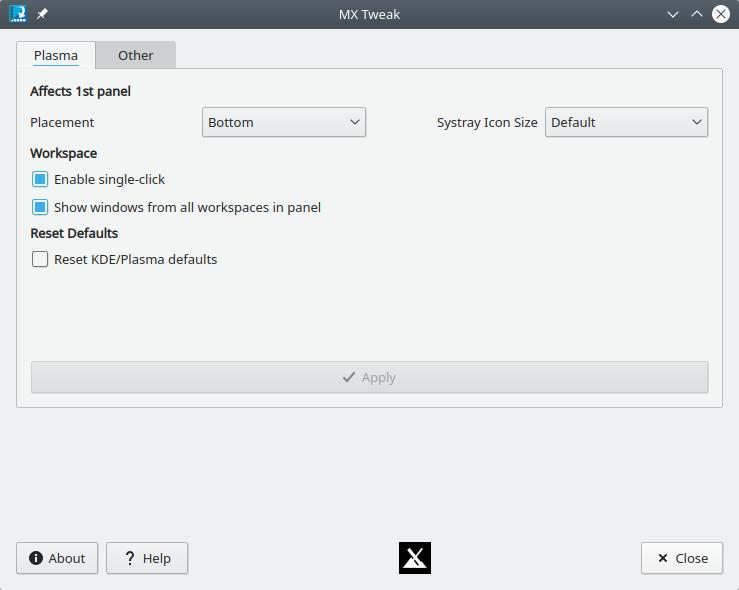 MX Tweak
Plasma Other
Affects 1st panel
Placement Bottom Systray Icon Size Default
Workspace
Enable single-click
Show windows from all workspaces in panel
Reset Defaults
Reset KDE/Plasma defaults
Apply
About Help Close